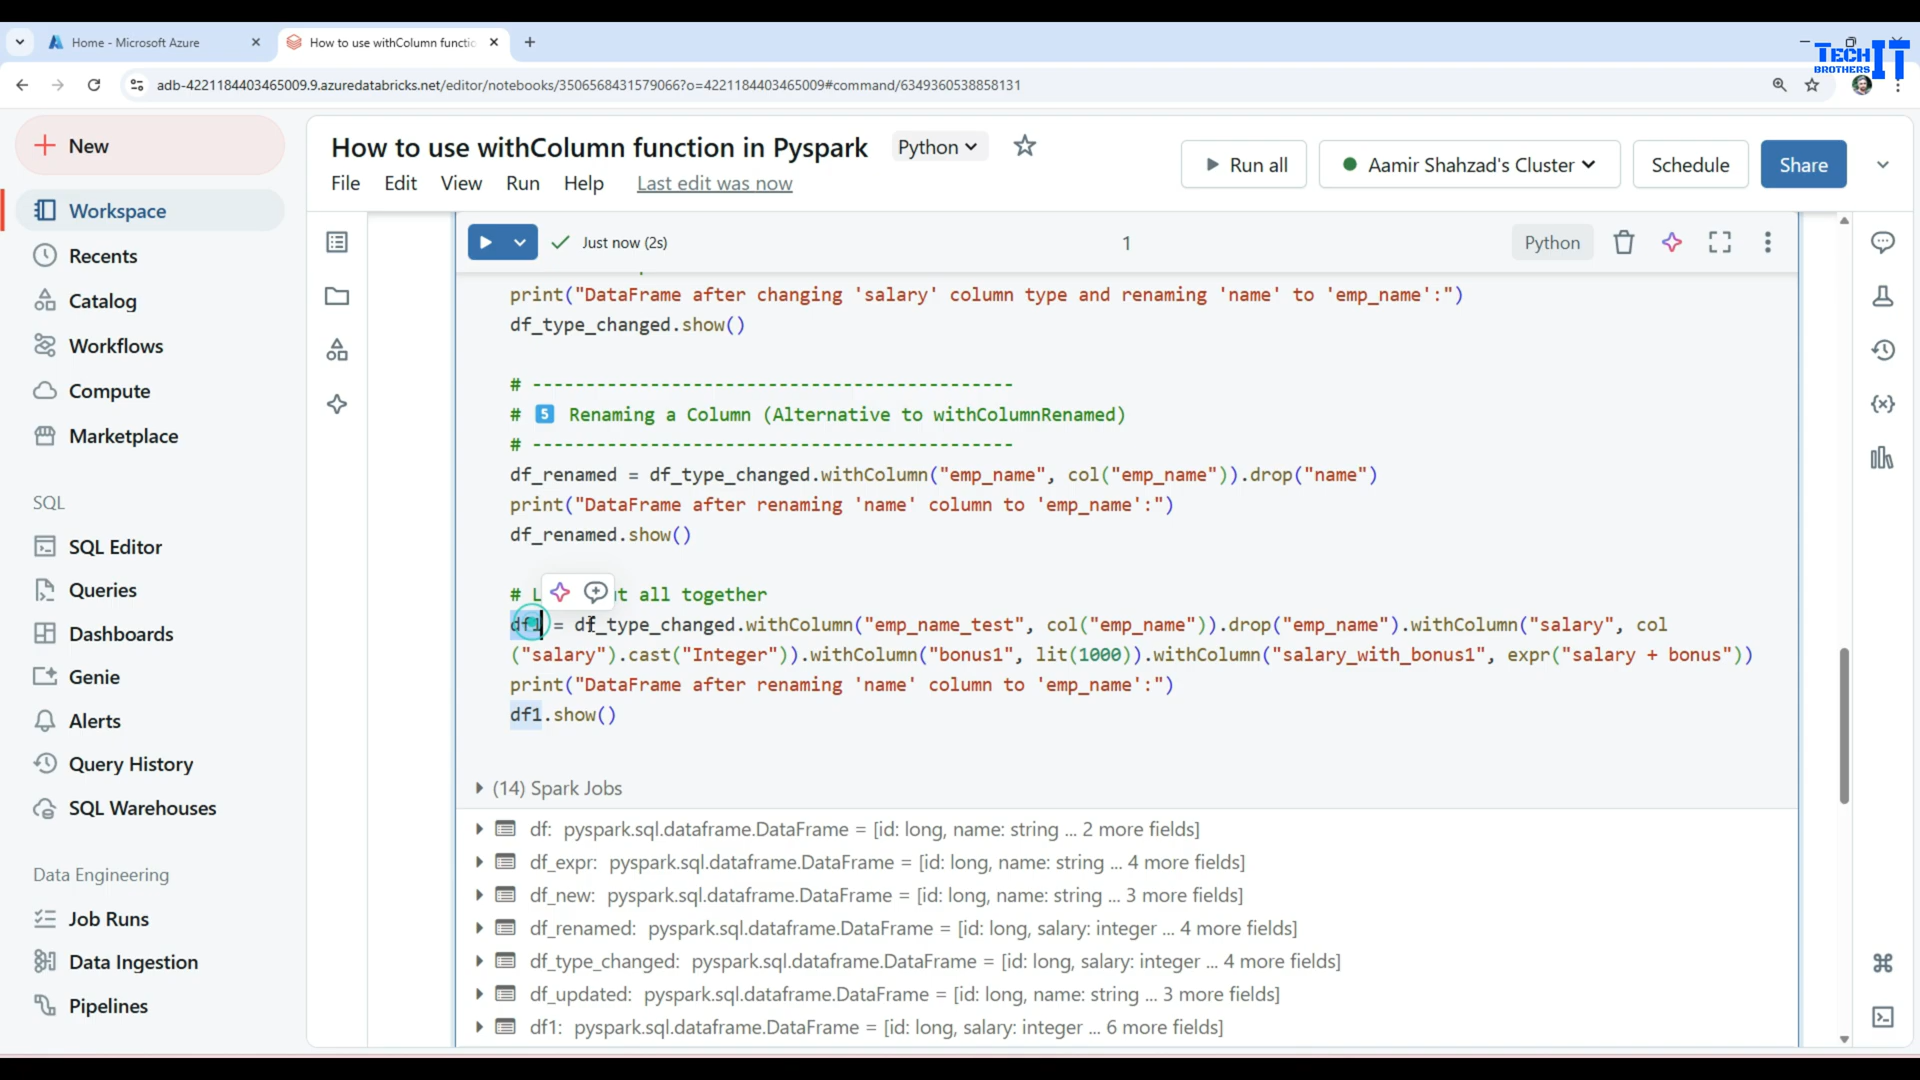 Home - Microsoft Azure
How to use withColumn functic
TECH IT
BROTHERS
adb-4221184403465009.9.azuredatabricks.net/editor/notebooks/3506568431579066?o=4221184403465009#command/6349360538858131
New
Workspace
Recents
Catalog
Workflows
Compute
Marketplace
SQL
SQL Editor
Queries
Dashboards
Genie
Alerts
Query History
SQL Warehouses
Data Engineering
Job Runs
Data Ingestion
Pipelines
How to use withColumn function in Pyspark
Python
File Edit View Run Help Last edit was now
Run all
Aamir Shahzad's Cluster
Schedule
Share
Just now (2s)
1
Python
print("DataFrame after changing 'salary' column type and renaming 'name' to 'emp_name':")
df_type_changed.show()
# ---------------------------------------------
# 5 Renaming a Column (Alternative to withColumnRenamed)
# ---------------------------------------------
df_renamed = df_type_changed.withColumn("emp_name", col("emp_name")).drop("name")
print("DataFrame after renaming 'name' column to 'emp_name':")
df_renamed.show()
# L t all together
df1 = df_type_changed.withColumn("emp_name_test", col("emp_name")).drop("emp_name").withColumn("salary", col
("salary").cast("Integer")).withColumn("bonus1", lit(1000)).withColumn("salary_with_bonus1", expr("salary + bonus"))
print("DataFrame after renaming 'name' column to 'emp_name':")
df1.show()
(14) Spark Jobs
df: pyspark.sql.dataframe.DataFrame = [id: long, name: string ... 2 more fields]
df_expr: pyspark.sql.dataframe.DataFrame = [id: long, name: string ... 4 more fields]
df_new: pyspark.sql.dataframe.DataFrame = [id: long, name: string ... 3 more fields]
df_renamed: pyspark.sql.dataframe.DataFrame = [id: long, salary: integer ... 4 more fields]
df_type_changed: pyspark.sql.dataframe.DataFrame = [id: long, salary: integer ... 4 more fields]
df_updated: pyspark.sql.dataframe.DataFrame = [id: long, name: string ... 3 more fields]
df1: pyspark.sql.dataframe.DataFrame = [id: long, salary: integer ... 6 more fields]